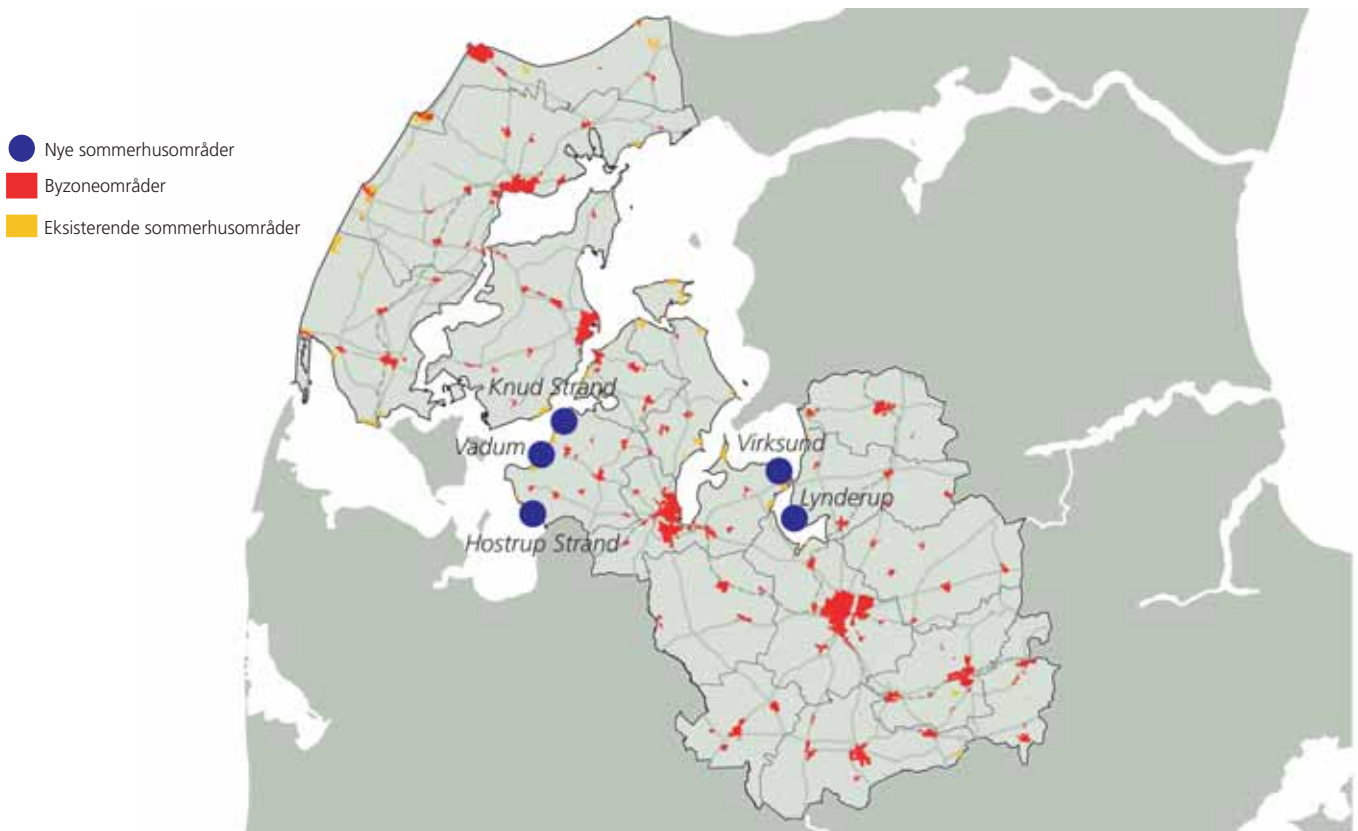 Nye sommerhusområder
Byzoneområder
Eksisterende sommerhusområder
Knud Strand
Vadum
Virksund
Lynderup
Hostrup Strand